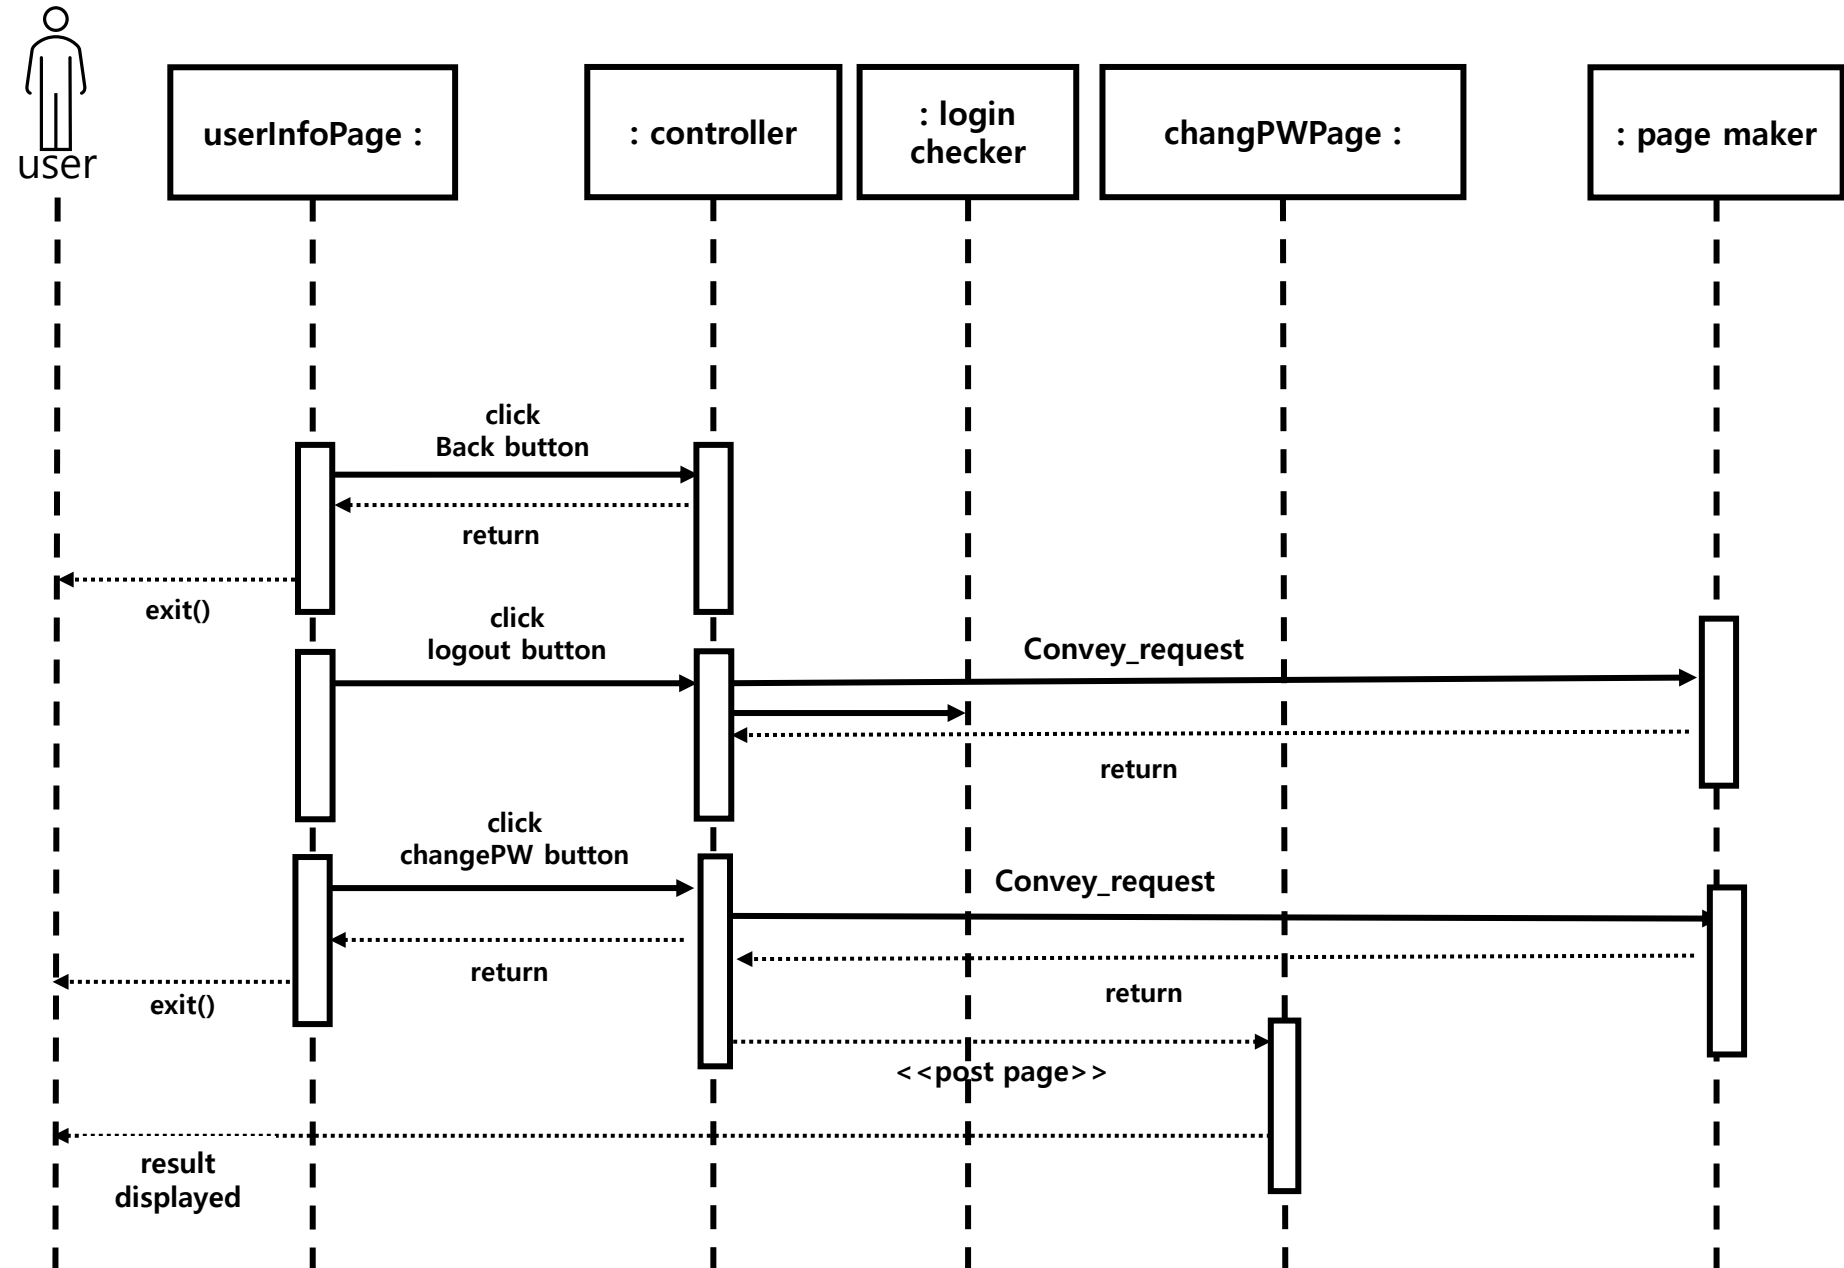 user
userInfoPage :
: controller
: login
checker
changPWPage :
: page maker
click
Back button
return
exit()
click
logout button
Convey_request
return
click
changePW button
Convey_request
return
exit()
return
<<post page>>
result
displayed